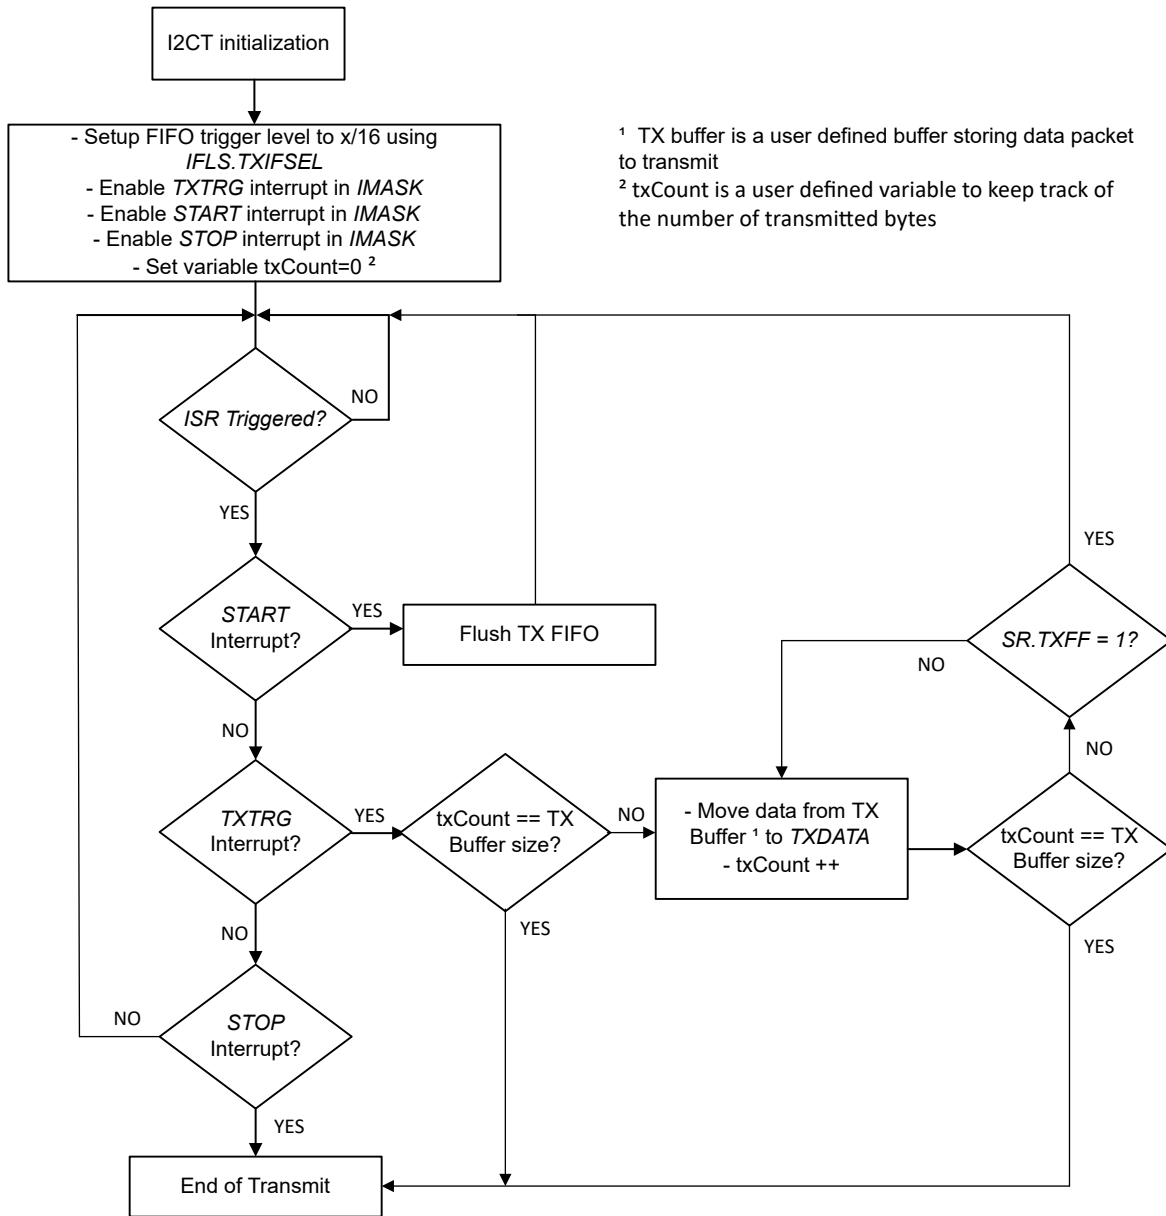 I2CT initialization
- Setup FIFO trigger level to x/16 using
IFLS.TXIFSEL
- Enable TXTRG interrupt in IMASK
- Enable START interrupt in IMASK
- Enable STOP interrupt in IMASK
- Set variable txCount=0 ²
¹ TX buffer is a user defined buffer storing data packet
to transmit
² txCount is a user defined variable to keep track of
the number of transmitted bytes
ISR Triggered?
NO
YES
START
Interrupt?
YES
Flush TX FIFO
NO
TXTRG
Interrupt?
YES
txCount == TX
Buffer size?
NO
- Move data from TX
Buffer ¹ to TXDATA
- txCount ++
txCount == TX
Buffer size?
NO
SR.TXFF = 1?
NO
YES
YES
YES
NO
STOP
Interrupt?
NO
YES
End of Transmit